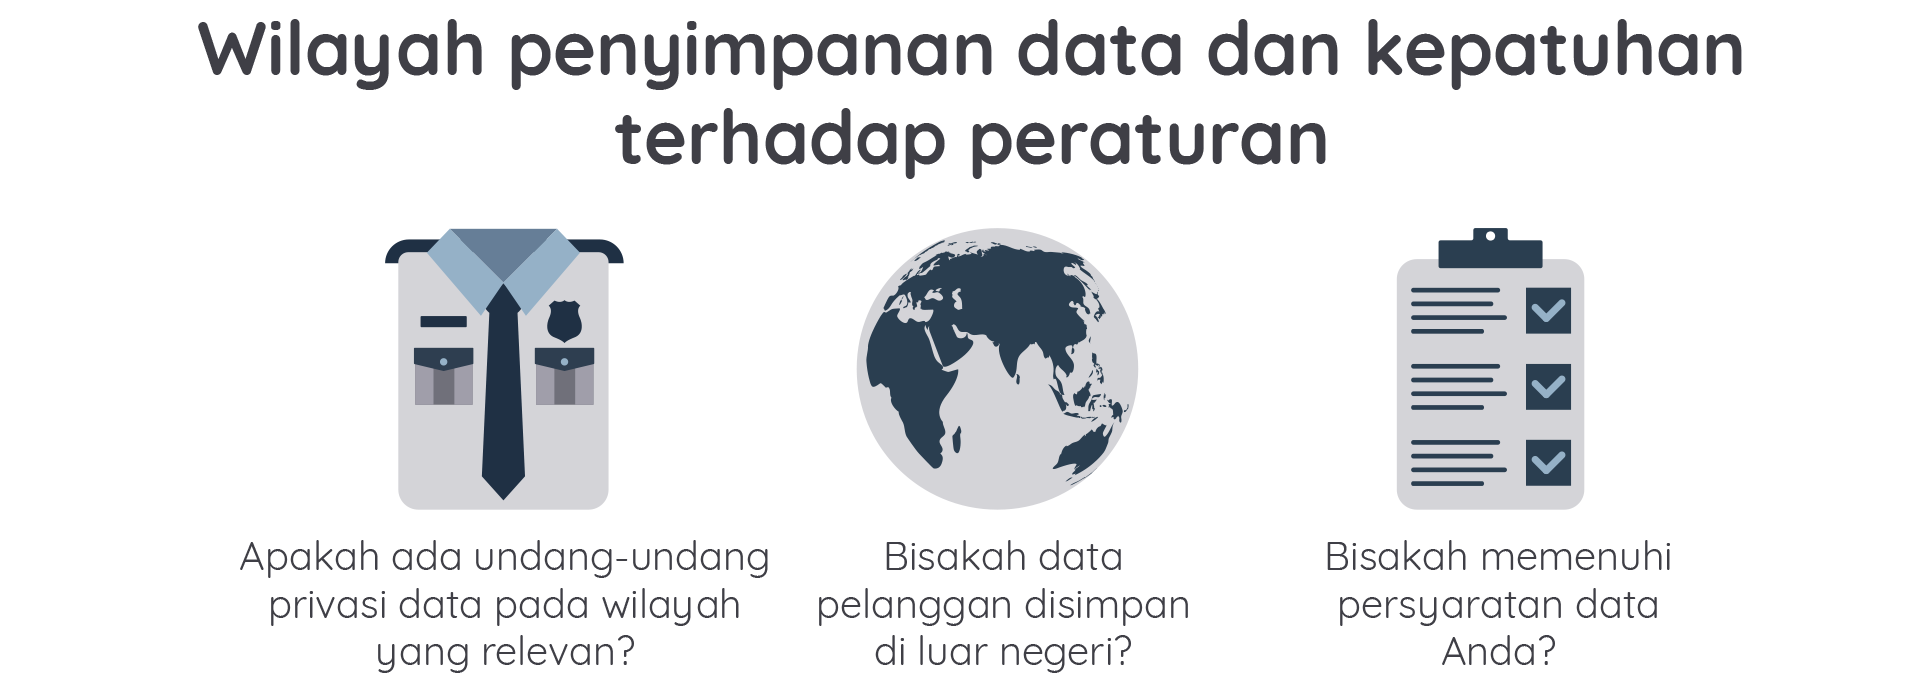 Wilayah penyimpanan data dan kepatuhan
terhadap peraturan
Apakah ada undang-undang
privasi data pada wilayah
yang relevan?
Bisakah data
pelanggan disimpan
di luar negeri?
Bisakah memenuhi
persyaratan data
Anda?